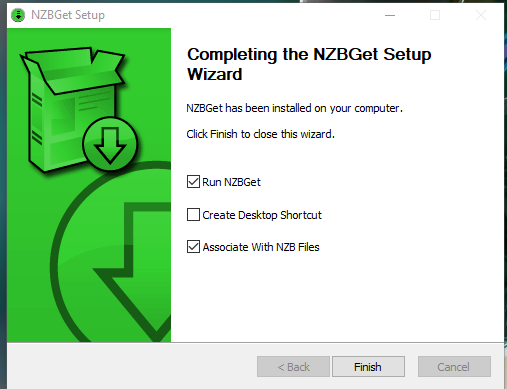 NZBGet Setup
Completing the NZBGet Setup
Wizard
NZBGet has been installed on your computer.
Click Finish to close this wizard.
Run NZBGet
Create Desktop Shortcut
Associate With NZB Files
< Back
Finish
Cancel